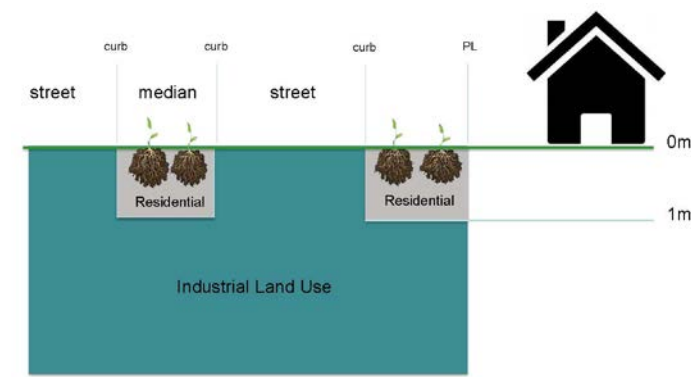 curb
curb
curb
PL
street
median
street
0m
Residential
Residential
1m
Industrial Land Use